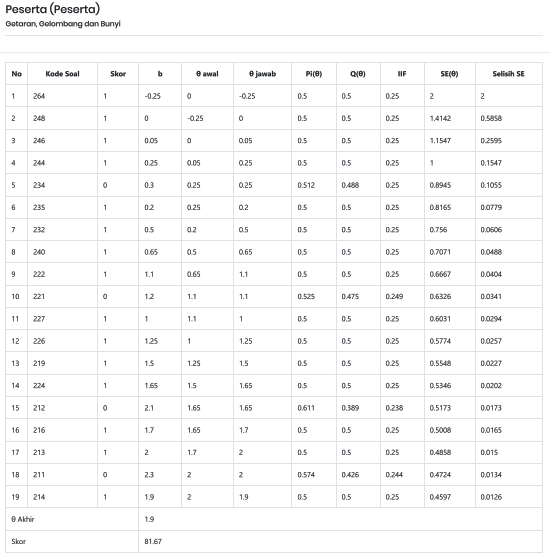 Peserta (Peserta)
Getaran, Gelombang dan Bunyi
No Kode Soal Skor b θ awal θ jawab Pi(θ) Q(θ) IIF SE(θ) Selisih SE
1 264 1 -0.25 0 -0.25 0.5 0.5 0.25 2 2
2 248 1 0 -0.25 0 0.5 0.5 0.25 1.4142 0.5858
3 246 1 0.05 0 0.05 0.5 0.5 0.25 1.1547 0.2595
4 244 1 0.25 0.05 0.25 0.5 0.5 0.25 1 0.1547
5 234 0 0.3 0.25 0.25 0.512 0.488 0.25 0.8945 0.1055
6 235 1 0.2 0.25 0.2 0.5 0.5 0.25 0.8165 0.0779
7 232 1 0.5 0.2 0.5 0.5 0.5 0.25 0.756 0.0606
8 240 1 0.65 0.5 0.65 0.5 0.5 0.25 0.7071 0.0488
9 222 1 1.1 0.65 1.1 0.5 0.5 0.25 0.6667 0.0404
10 221 0 1.2 1.1 1.1 0.525 0.475 0.249 0.6326 0.0341
11 227 1 1 1.1 1 0.5 0.5 0.25 0.6031 0.0294
12 226 1 1.25 1 1.25 0.5 0.5 0.25 0.5774 0.0257
13 219 1 1.5 1.25 1.5 0.5 0.5 0.25 0.5548 0.0227
14 224 1 1.65 1.5 1.65 0.5 0.5 0.25 0.5346 0.0202
15 212 0 2.1 1.65 1.65 0.611 0.389 0.238 0.5173 0.0173
16 216 1 1.7 1.65 1.7 0.5 0.5 0.25 0.5008 0.0165
17 213 1 2 1.7 2 0.5 0.5 0.25 0.4858 0.015
18 211 0 2.3 2 2 0.574 0.426 0.244 0.4724 0.0134
19 214 1 1.9 2 1.9 0.5 0.5 0.25 0.4597 0.0126
θ Akhir 1.9
Skor 81.67